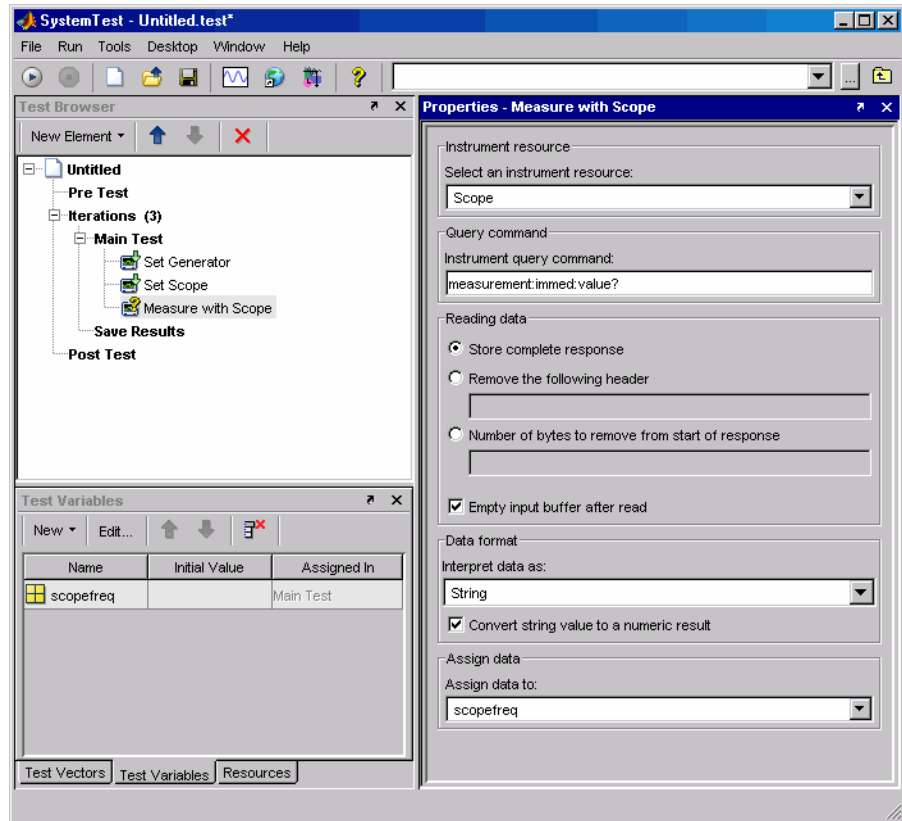 SystemTest - Untitled.test*
File Run Tools Desktop Window Help
...
Test Browser
New Element
Untitled
Pre Test
Iterations (3)
Main Test
Set Generator
Set Scope
Measure with Scope
Save Results
Post Test
Test Variables
New Edit...
Name Initial Value Assigned In
scopefreq Main Test
Test Vectors Test Variables Resources
Properties - Measure with Scope
Instrument resource
Select an instrument resource:
Scope
Query command
Instrument query command:
measurement:immed:value?
Reading data
Store complete response
Remove the following header
Number of bytes to remove from start of response
Empty input buffer after read
Data format
Interpret data as:
String
Convert string value to a numeric result
Assign data
Assign data to:
scopefreq